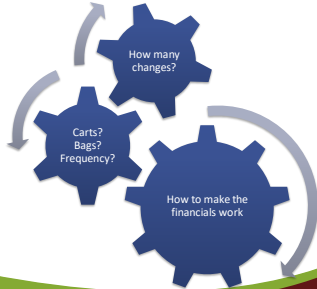 How many
changes?
Carts?
Bags?
Frequency?
How to make the
financials work